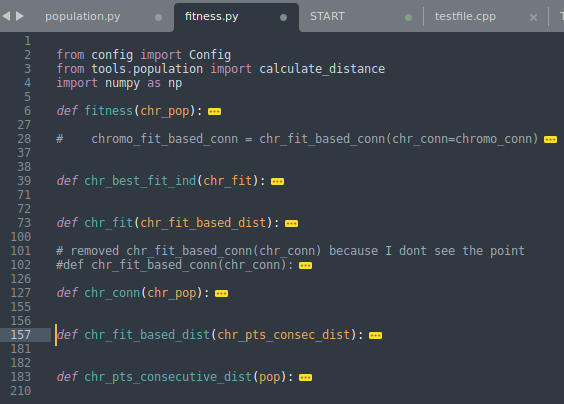 population.py fitness.py START testfile.cpp
1
2 from config import Config
3 from tools.population import calculate_distance
4 import numpy as np
5
6 def fitness(chr_pop):
27
28 #    chromo_fit_based_conn = chr_fit_based_conn(chr_conn=chromo_conn)
37
38
39 def chr_best_fit_ind(chr_fit):
71
72
73 def chr_fit(chr_fit_based_dist):
100
101 # removed chr_fit_based_conn(chr_conn) because I dont see the point
102 #def chr_fit_based_conn(chr_conn):
126
127 def chr_conn(chr_pop):
155
156
157 def chr_fit_based_dist(chr_pts_consec_dist):
181
182
183 def chr_pts_consecutive_dist(pop):
210